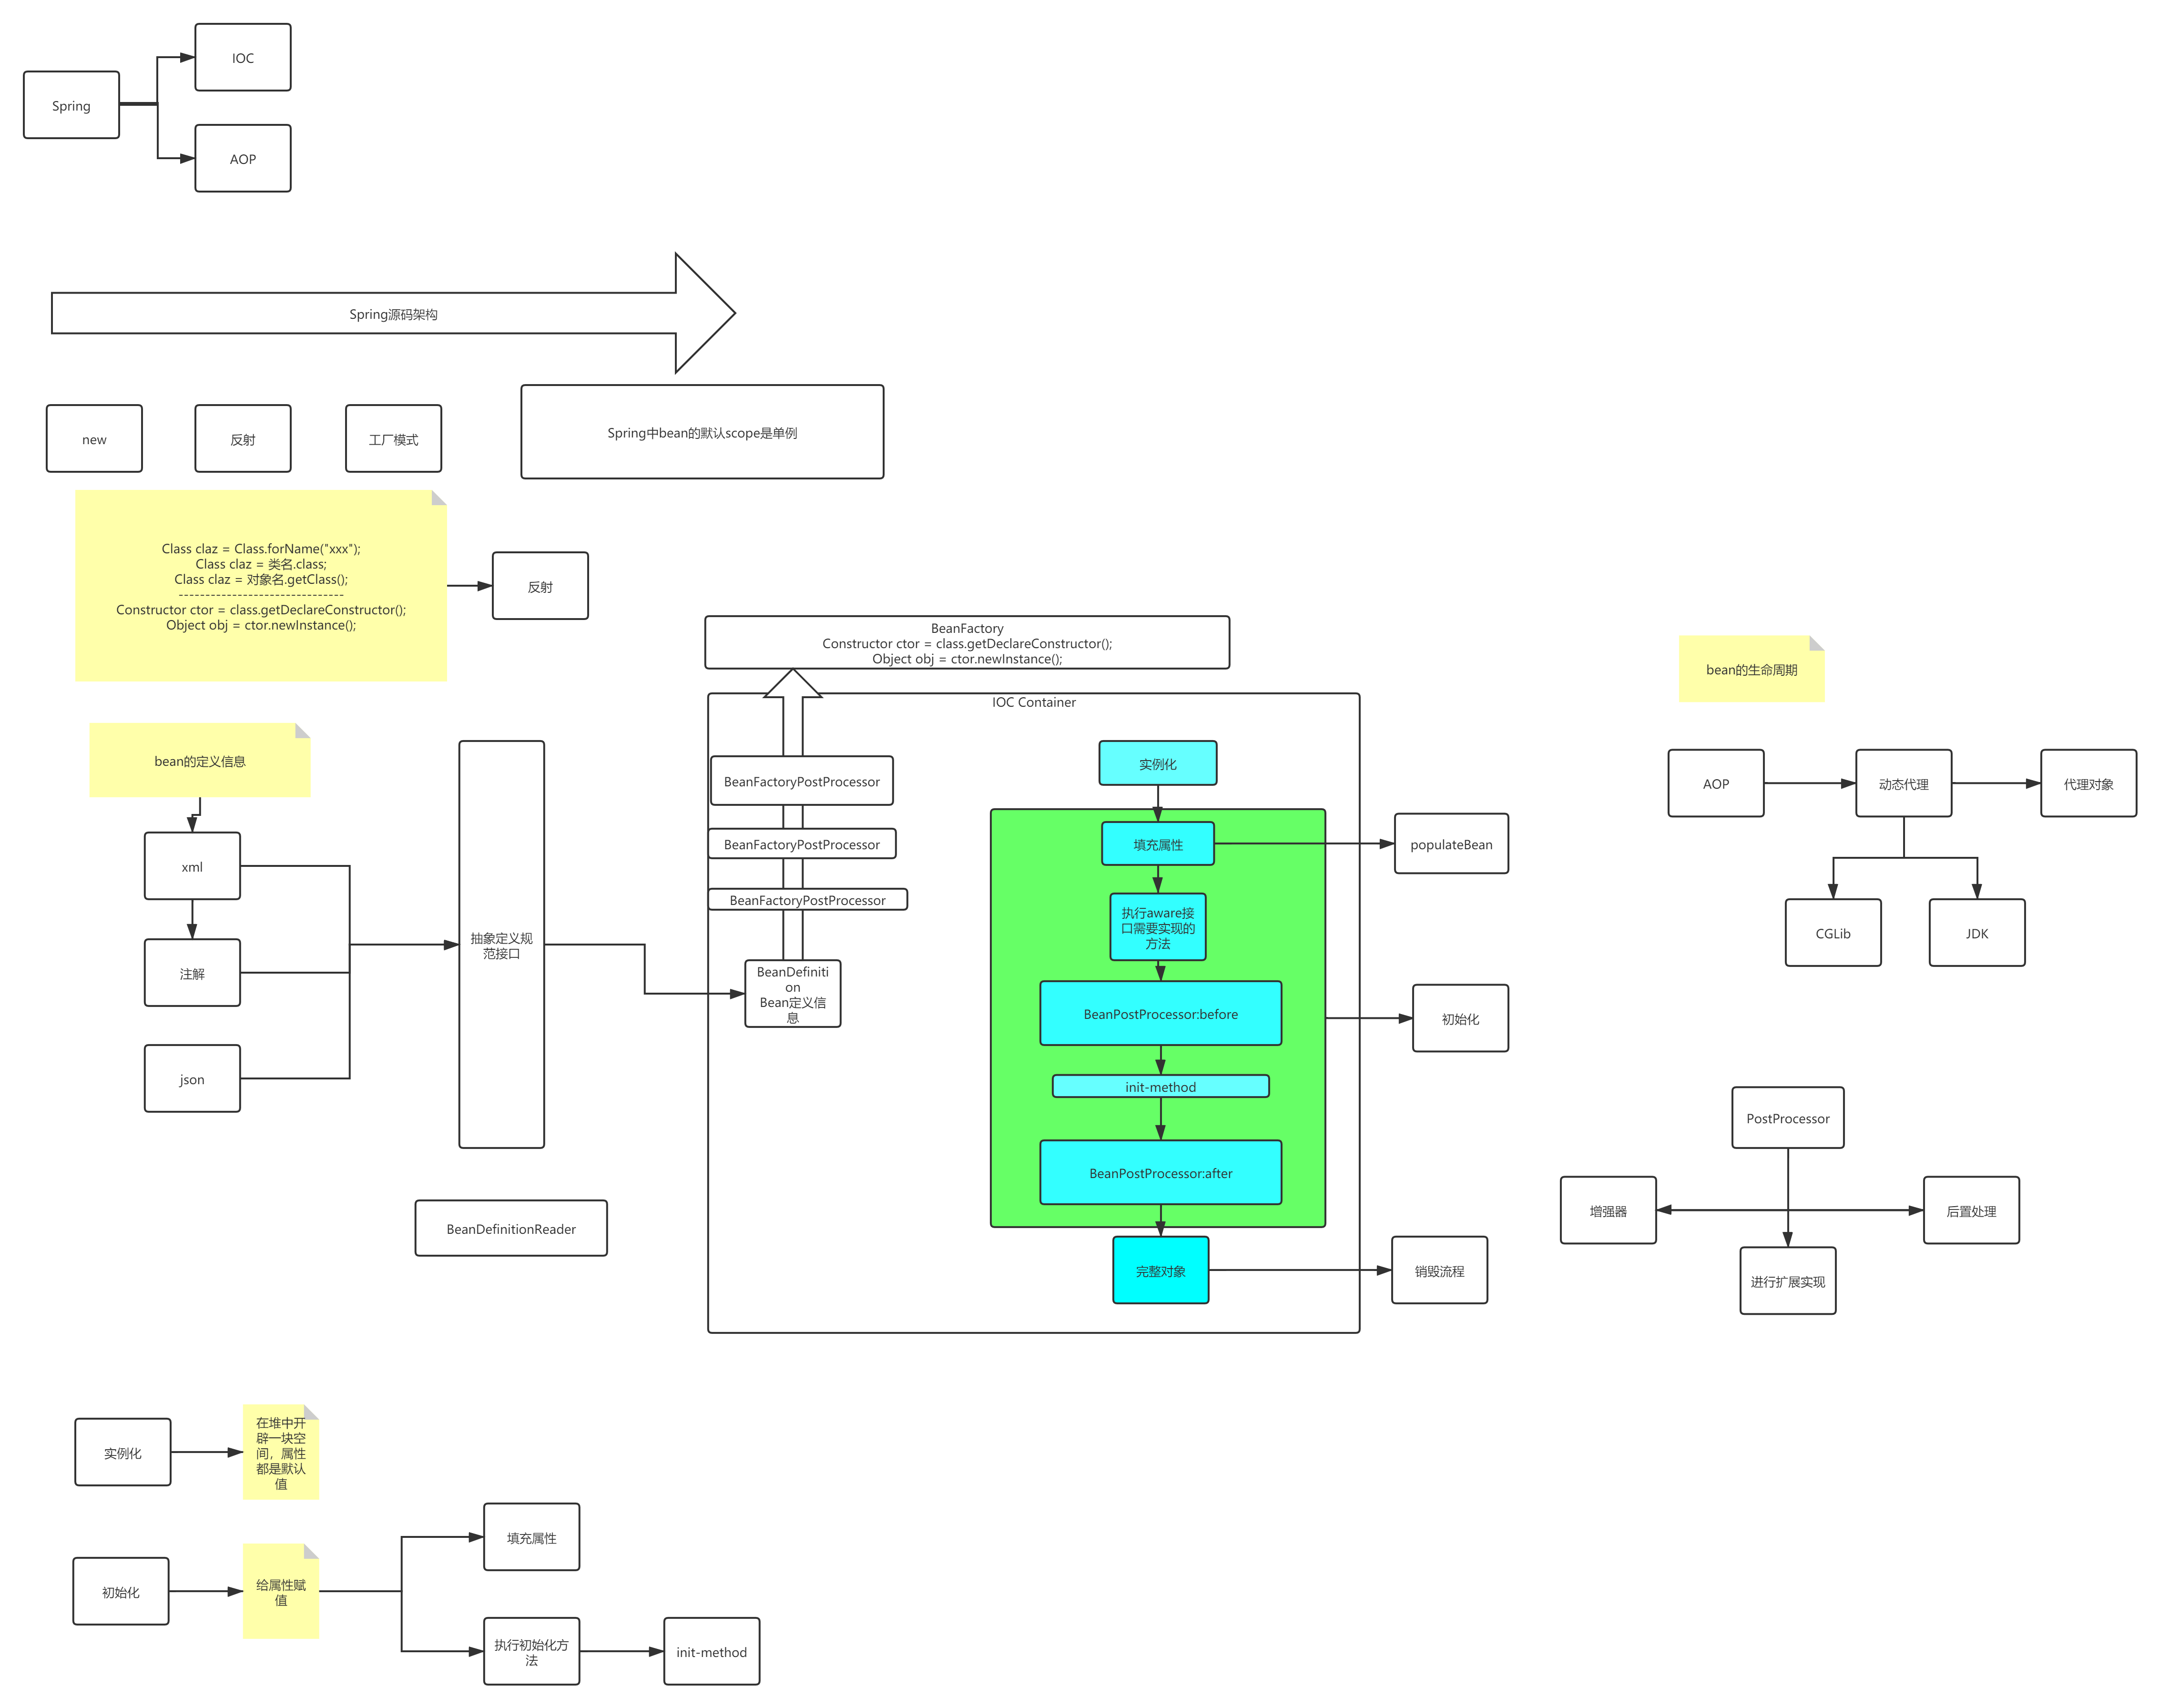 IOC
Spring
AOP
Spring源码架构
new
反射
工厂模式
Spring中bean的默认scope是单例
Class claz = Class.forName("xxx");
Class claz = 类名.class;
Class claz = 对象名.getClass();
-------------------------------
Constructor ctor = class.getDeclareConstructor();
Object obj = ctor.newInstance();
反射
BeanFactory
Constructor ctor = class.getDeclareConstructor();
Object obj = ctor.newInstance();
bean的定义信息
xml
注解
json
抽象定义规
范接口
BeanDefinitionReader
IOC Container
BeanFactoryPostProcessor
BeanFactoryPostProcessor
BeanFactoryPostProcessor
BeanDefiniti
on
Bean定义信
息
实例化
填充属性
执行aware接
口需要实现的
方法
BeanPostProcessor:before
init-method
BeanPostProcessor:after
完整对象
populateBean
初始化
销毁流程
bean的生命周期
AOP
动态代理
代理对象
CGLib
JDK
PostProcessor
增强器
后置处理
进行扩展实现
实例化
在堆中开
辟一块空
间，属性
都是默认
值
初始化
给属性赋
值
填充属性
执行初始化方
法
init-method